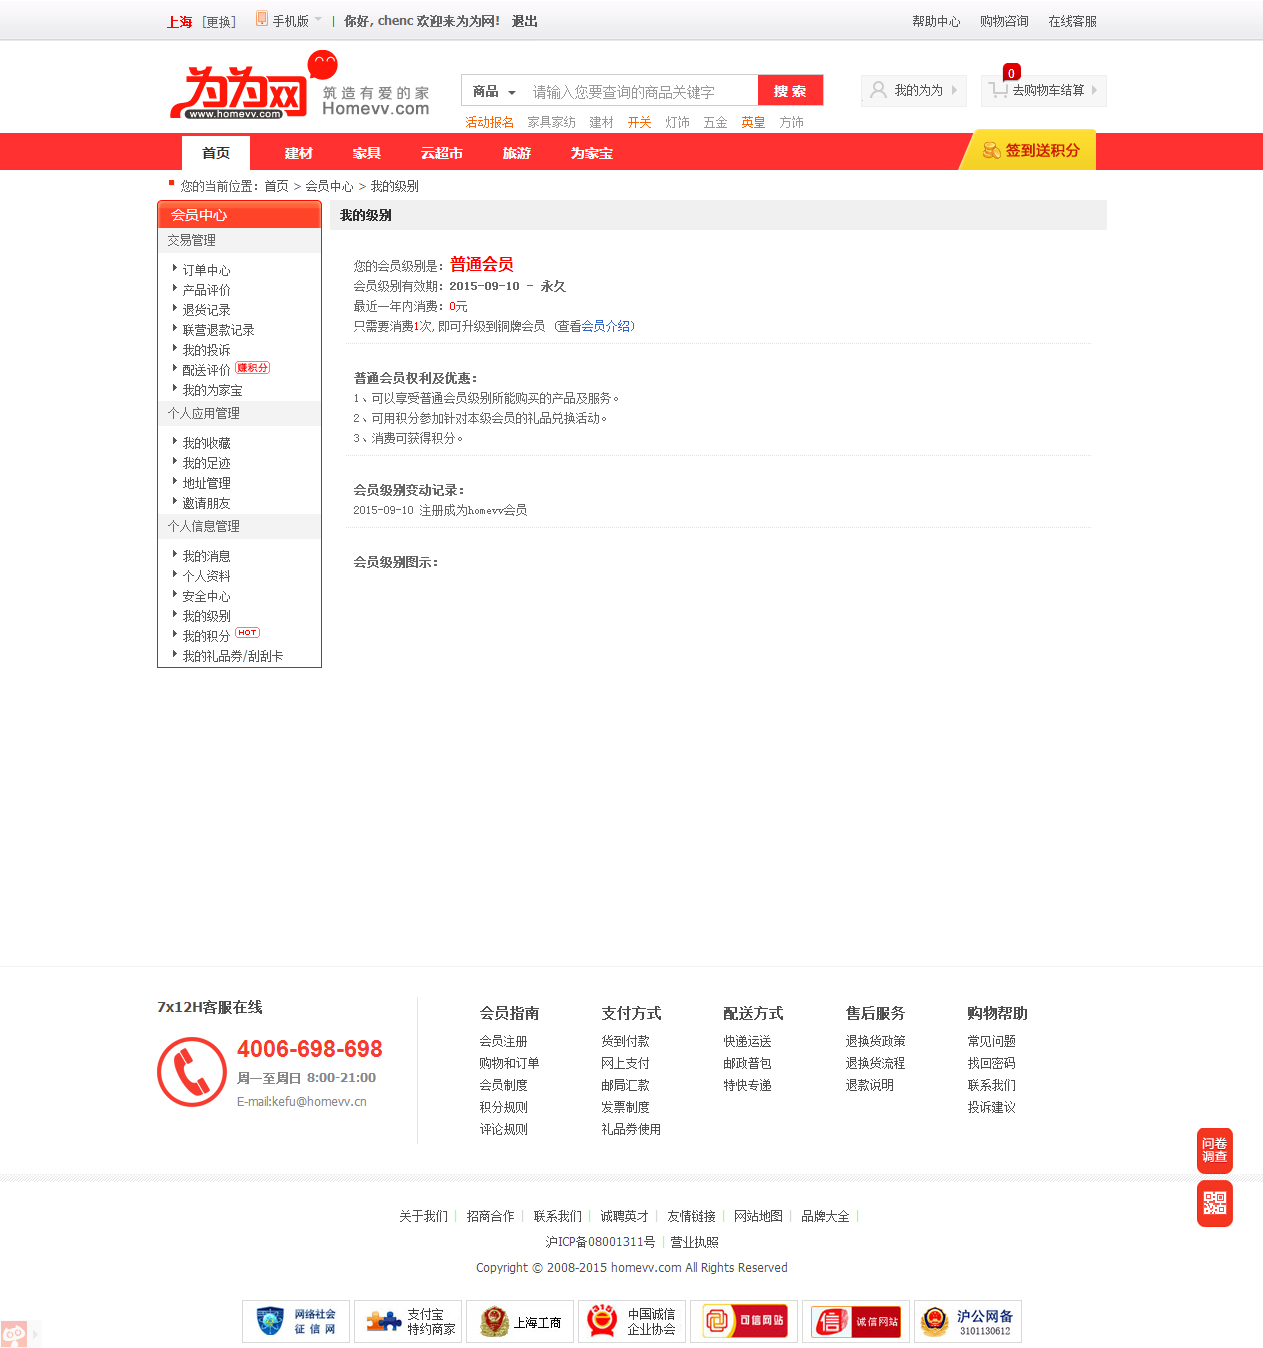 上海 [更换] 手机版 | 你好, chenc 欢迎来为为网! 退出 帮助中心 购物咨询 在线客服
为为网 www.homevv.com 筑造有爱的家 Homevv.com
商品 请输入您要查询的商品关键字 搜 索 我的为为 0 去购物车结算
活动报名 家具家纺 建材 开关 灯饰 五金 英皇 方饰
首页 建材 家具 云超市 旅游 为家宝 签到送积分
您的当前位置：首页 > 会员中心 > 我的级别
会员中心
交易管理
订单中心
产品评价
退货记录
联营退款记录
我的投诉
配送评价 赚积分
我的为家宝
个人应用管理
我的收藏
我的足迹
地址管理
邀请朋友
个人信息管理
我的消息
个人资料
安全中心
我的级别
我的积分 HOT
我的礼品券/刮刮卡
我的级别
您的会员级别是：普通会员
会员级别有效期：2015-09-10 - 永久
最近一年内消费：0元
只需要消费1次,即可升级到铜牌会员 (查看会员介绍)
普通会员权利及优惠：
1、可以享受普通会员级别所能购买的产品及服务。
2、可用积分参加针对本级会员的礼品兑换活动。
3、消费可获得积分。
会员级别变动记录：
2015-09-10 注册成为homevv会员
会员级别图示：
7x12H客服在线
4006-698-698
周一至周日 8:00-21:00
E-mail:kefu@homevv.cn
会员指南
会员注册
购物和订单
会员制度
积分规则
评论规则
支付方式
货到付款
网上支付
邮局汇款
发票制度
礼品券使用
配送方式
快递运送
邮政普包
特快专递
售后服务
退换货政策
退换货流程
退款说明
购物帮助
常见问题
找回密码
联系我们
投诉建议
问卷
调查
关于我们 | 招商合作 | 联系我们 | 诚聘英才 | 友情链接 | 网站地图 | 品牌大全 |
沪ICP备08001311号 | 营业执照
Copyright © 2008-2015 homevv.com All Rights Reserved
网络社会
征信网
支付宝
特约商家
上海工商
315
中国诚信
企业协会
可信网站
信 诚信网站
沪公网备
3101130612